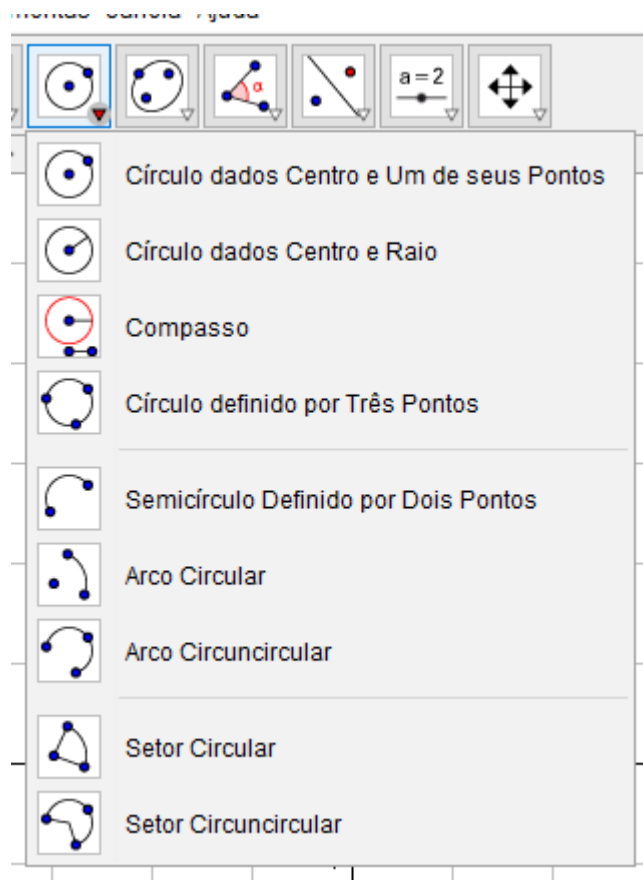 α
a = 2
Círculo dados Centro e Um de seus Pontos
Círculo dados Centro e Raio
Compasso
Círculo definido por Três Pontos
Semicírculo Definido por Dois Pontos
Arco Circular
Arco Circuncircular
Setor Circular
Setor Circuncircular